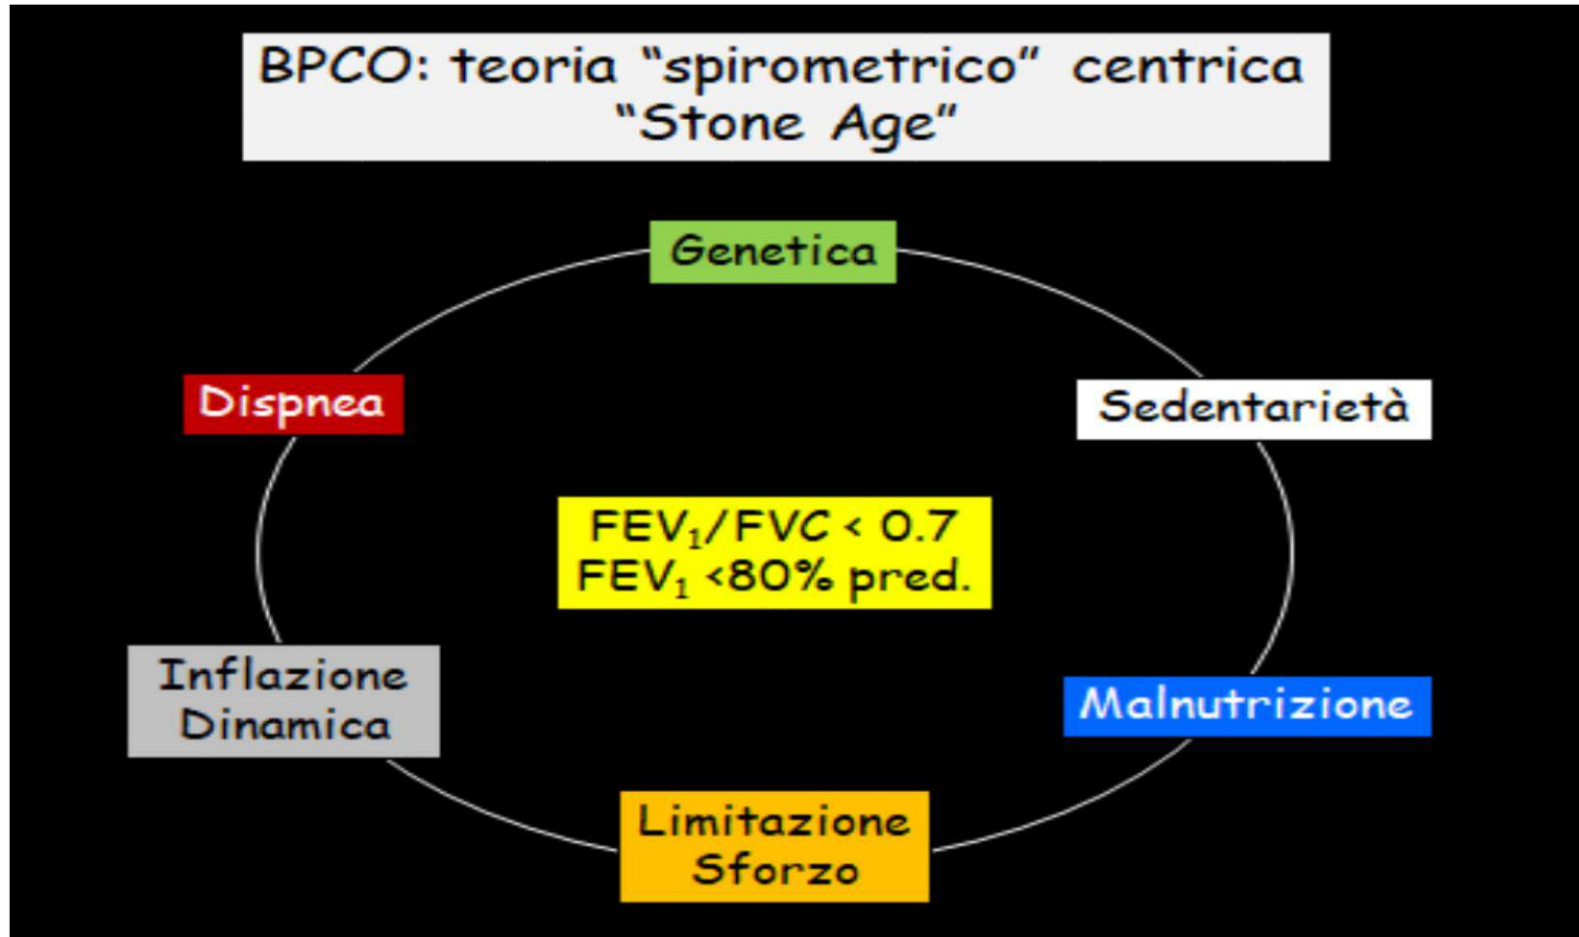 BPCO: teoria “spirometrico” centrica
“Stone Age”
Genetica
Dispnea
Sedentarietà
FEV₁/FVC < 0.7
FEV₁ <80% pred.
Inflazione
Dinamica
Malnutrizione
Limitazione
Sforzo